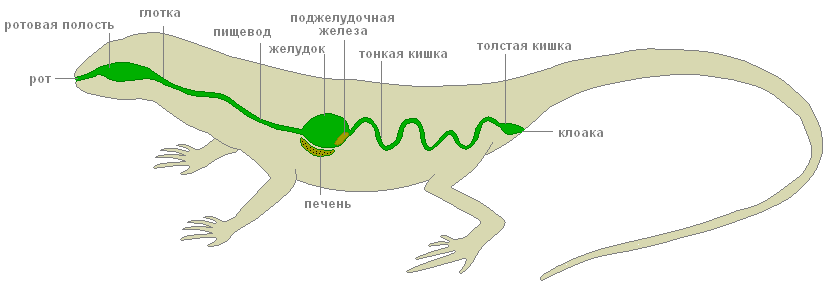 глотка
ротовая полость
поджелудочная
железа
пищевод
желудок
тонкая кишка
толстая кишка
рот
клоака
печень